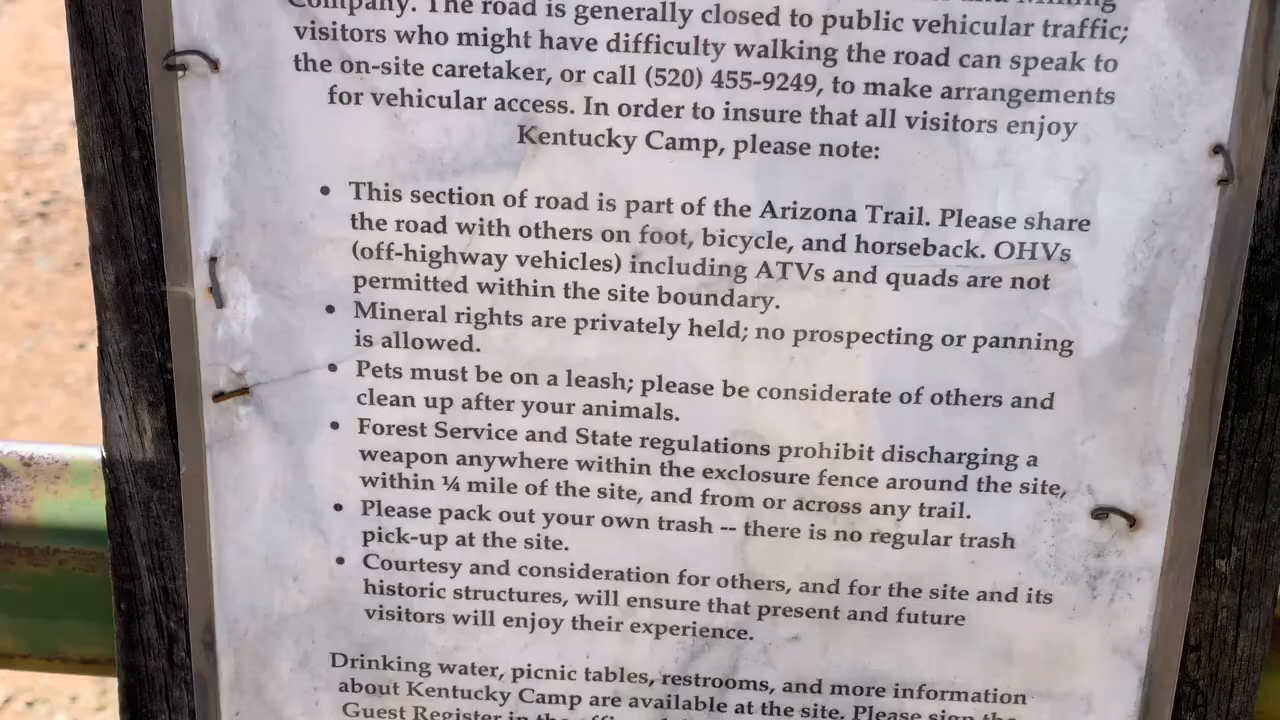 Company. The road is generally closed to public vehicular traffic;
visitors who might have difficulty walking the road can speak to
the on-site caretaker, or call (520) 455-9249, to make arrangements
for vehicular access. In order to insure that all visitors enjoy
Kentucky Camp, please note:
• This section of road is part of the Arizona Trail. Please share
the road with others on foot, bicycle, and horseback. OHVs
(off-highway vehicles) including ATVs and quads are not
permitted within the site boundary.
• Mineral rights are privately held; no prospecting or panning
is allowed.
• Pets must be on a leash; please be considerate of others and
clean up after your animals.
• Forest Service and State regulations prohibit discharging a
weapon anywhere within the exclosure fence around the site,
within ¼ mile of the site, and from or across any trail.
• Please pack out your own trash -- there is no regular trash
pick-up at the site.
• Courtesy and consideration for others, and for the site and its
historic structures, will ensure that present and future
visitors will enjoy their experience.
Drinking water, picnic tables, restrooms, and more information
about Kentucky Camp are available at the site. Please sign the
Guest Register in the